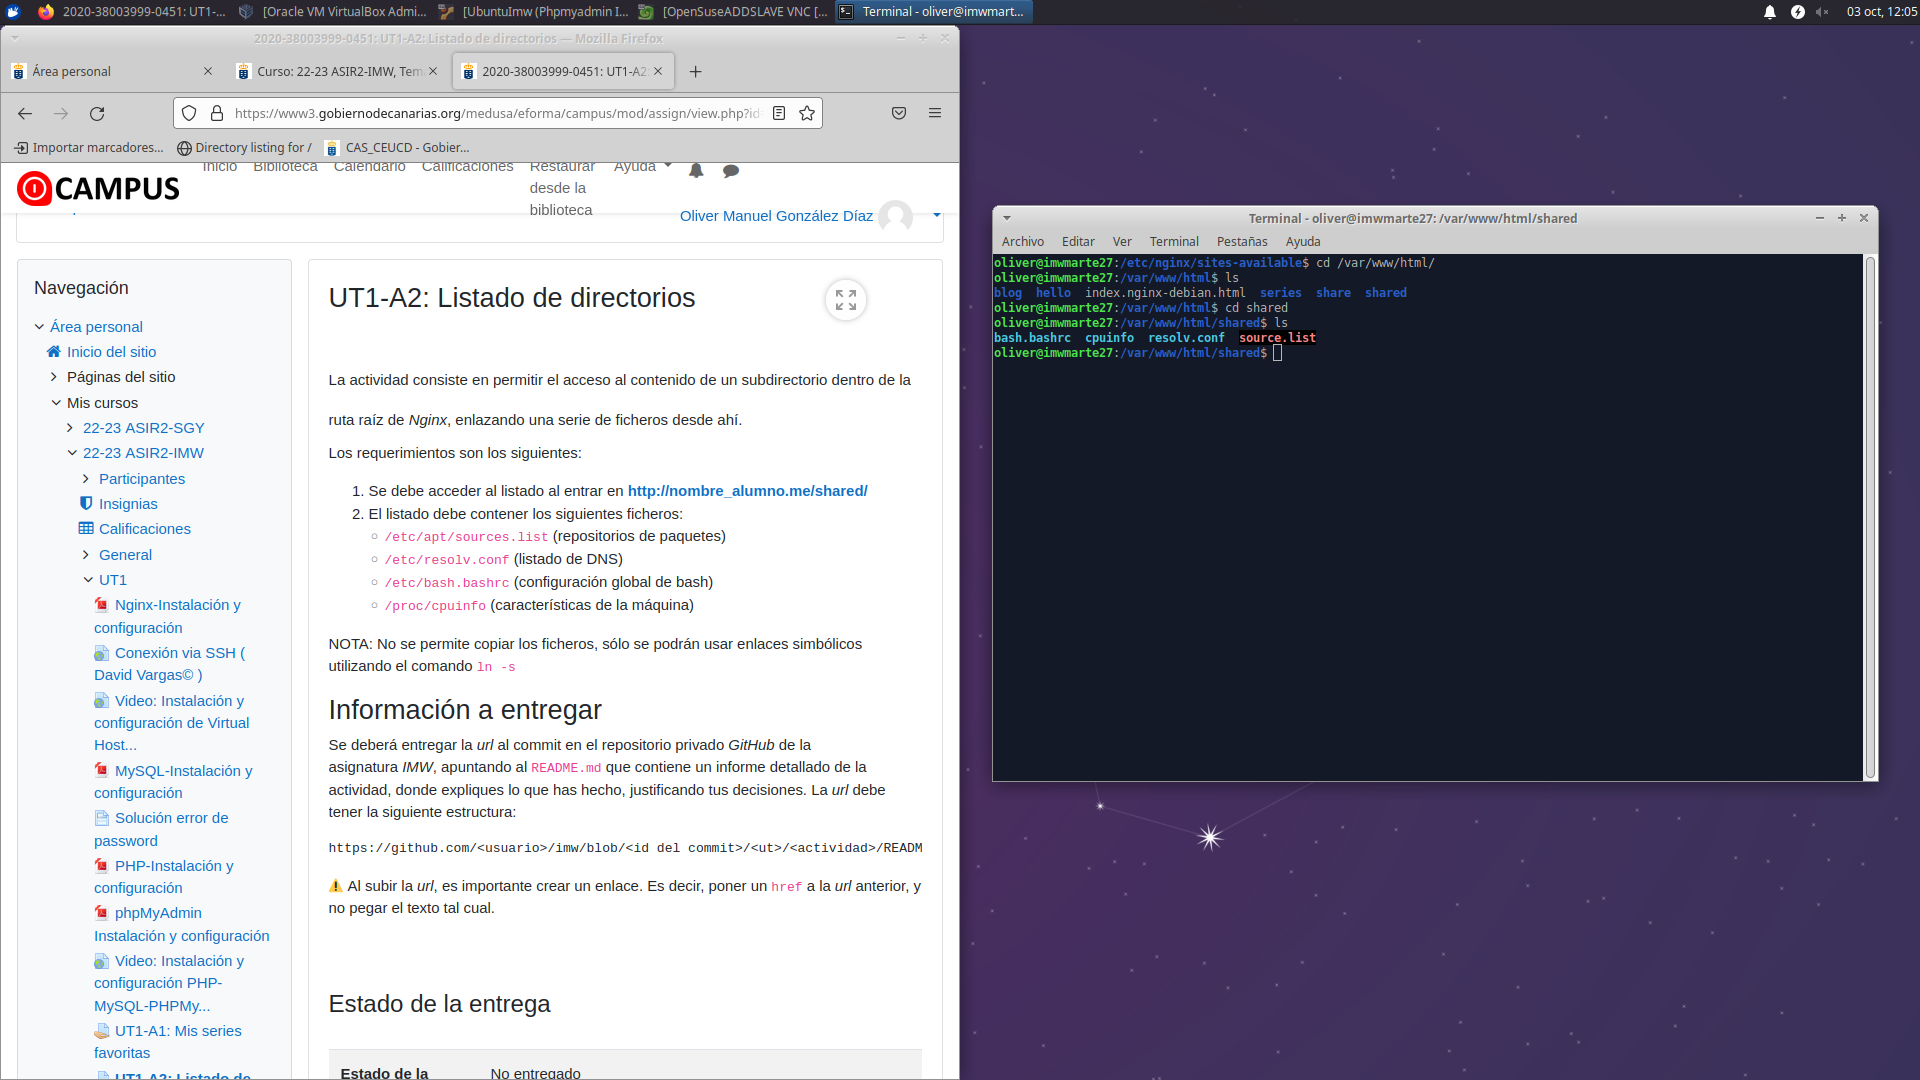 2020-38003999-0451: UT1-...
[Oracle VM VirtualBox Admi...
[UbuntuImw (Phpmyadmin I...
[OpenSuseADDSLAVE VNC [...
Terminal - oliver@imwmart...
03 oct, 12:05
2020-38003999-0451: UT1-A2: Listado de directorios — Mozilla Firefox
Área personal
Curso: 22-23 ASIR2-IMW, Tem
2020-38003999-0451: UT1-A2:
https://www3.gobiernodecanarias.org/medusa/eforma/campus/mod/assign/view.php?id=
Importar marcadores...
Directory listing for /
CAS_CEUCD - Gobier...
CAMPUS
Inicio
Biblioteca
Calendario
Calificaciones
Restaurar
desde la
biblioteca
Ayuda
Oliver Manuel González Díaz
Navegación
Área personal
Inicio del sitio
Páginas del sitio
Mis cursos
22-23 ASIR2-SGY
22-23 ASIR2-IMW
Participantes
Insignias
Calificaciones
General
UT1
Nginx-Instalación y
configuración
Conexión via SSH (
David Vargas© )
Video: Instalación y
configuración de Virtual
Host...
MySQL-Instalación y
configuración
Solución error de
password
PHP-Instalación y
configuración
phpMyAdmin
Instalación y configuración
Video: Instalación y
configuración PHP-
MySQL-PHPMy...
UT1-A1: Mis series
favoritas
UT1-A2: Listado de
UT1-A2: Listado de directorios
La actividad consiste en permitir el acceso al contenido de un subdirectorio dentro de la
ruta raíz de Nginx, enlazando una serie de ficheros desde ahí.
Los requerimientos son los siguientes:
1. Se debe acceder al listado al entrar en http://nombre_alumno.me/shared/
2. El listado debe contener los siguientes ficheros:
/etc/apt/sources.list (repositorios de paquetes)
/etc/resolv.conf (listado de DNS)
/etc/bash.bashrc (configuración global de bash)
/proc/cpuinfo (características de la máquina)
NOTA: No se permite copiar los ficheros, sólo se podrán usar enlaces simbólicos
utilizando el comando ln -s
Información a entregar
Se deberá entregar la url al commit en el repositorio privado GitHub de la
asignatura IMW, apuntando al README.md que contiene un informe detallado de la
actividad, donde expliques lo que has hecho, justificando tus decisiones. La url debe
tener la siguiente estructura:
https://github.com/<usuario>/imw/blob/<id del commit>/<ut>/<actividad>/READM
Al subir la url, es importante crear un enlace. Es decir, poner un href a la url anterior, y
no pegar el texto tal cual.
Estado de la entrega
Estado de la
No entregado
Terminal - oliver@imwmarte27: /var/www/html/shared
Archivo Editar Ver Terminal Pestañas Ayuda
oliver@imwmarte27:/etc/nginx/sites-available$ cd /var/www/html/
oliver@imwmarte27:/var/www/html$ ls
blog hello index.nginx-debian.html series share shared
oliver@imwmarte27:/var/www/html$ cd shared
oliver@imwmarte27:/var/www/html/shared$ ls
bash.bashrc cpuinfo resolv.conf source.list
oliver@imwmarte27:/var/www/html/shared$